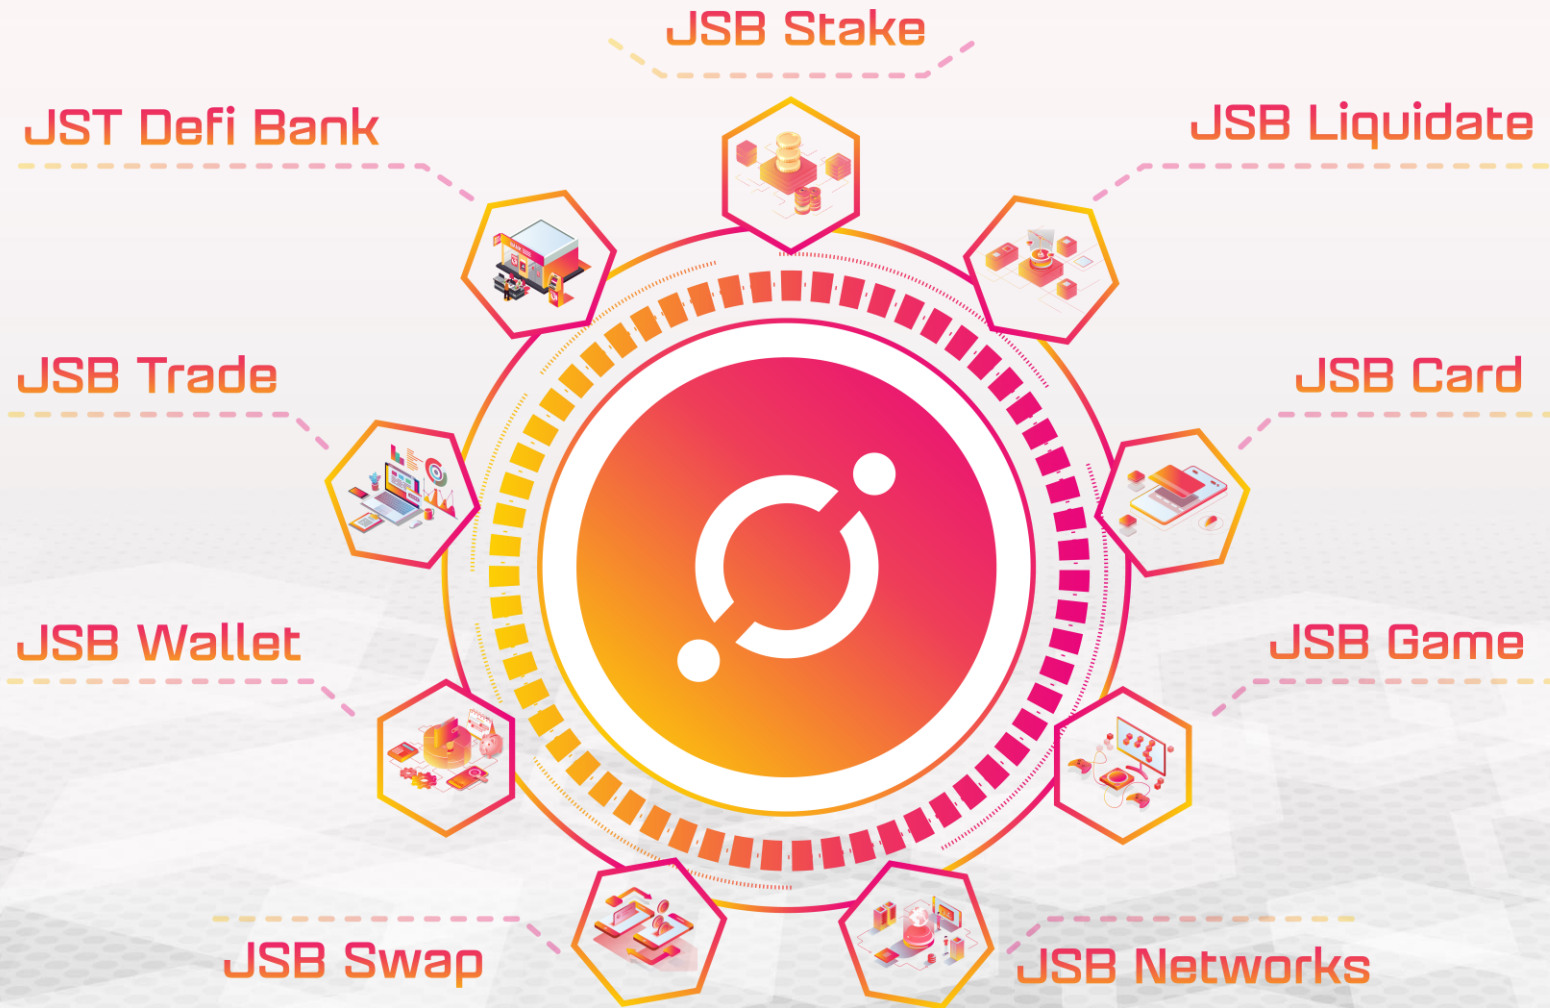 JSB Stake
JST Defi Bank
JSB Liquidate
JSB Trade
JSB Card
JSB Wallet
JSB Game
JSB Swap
JSB Networks